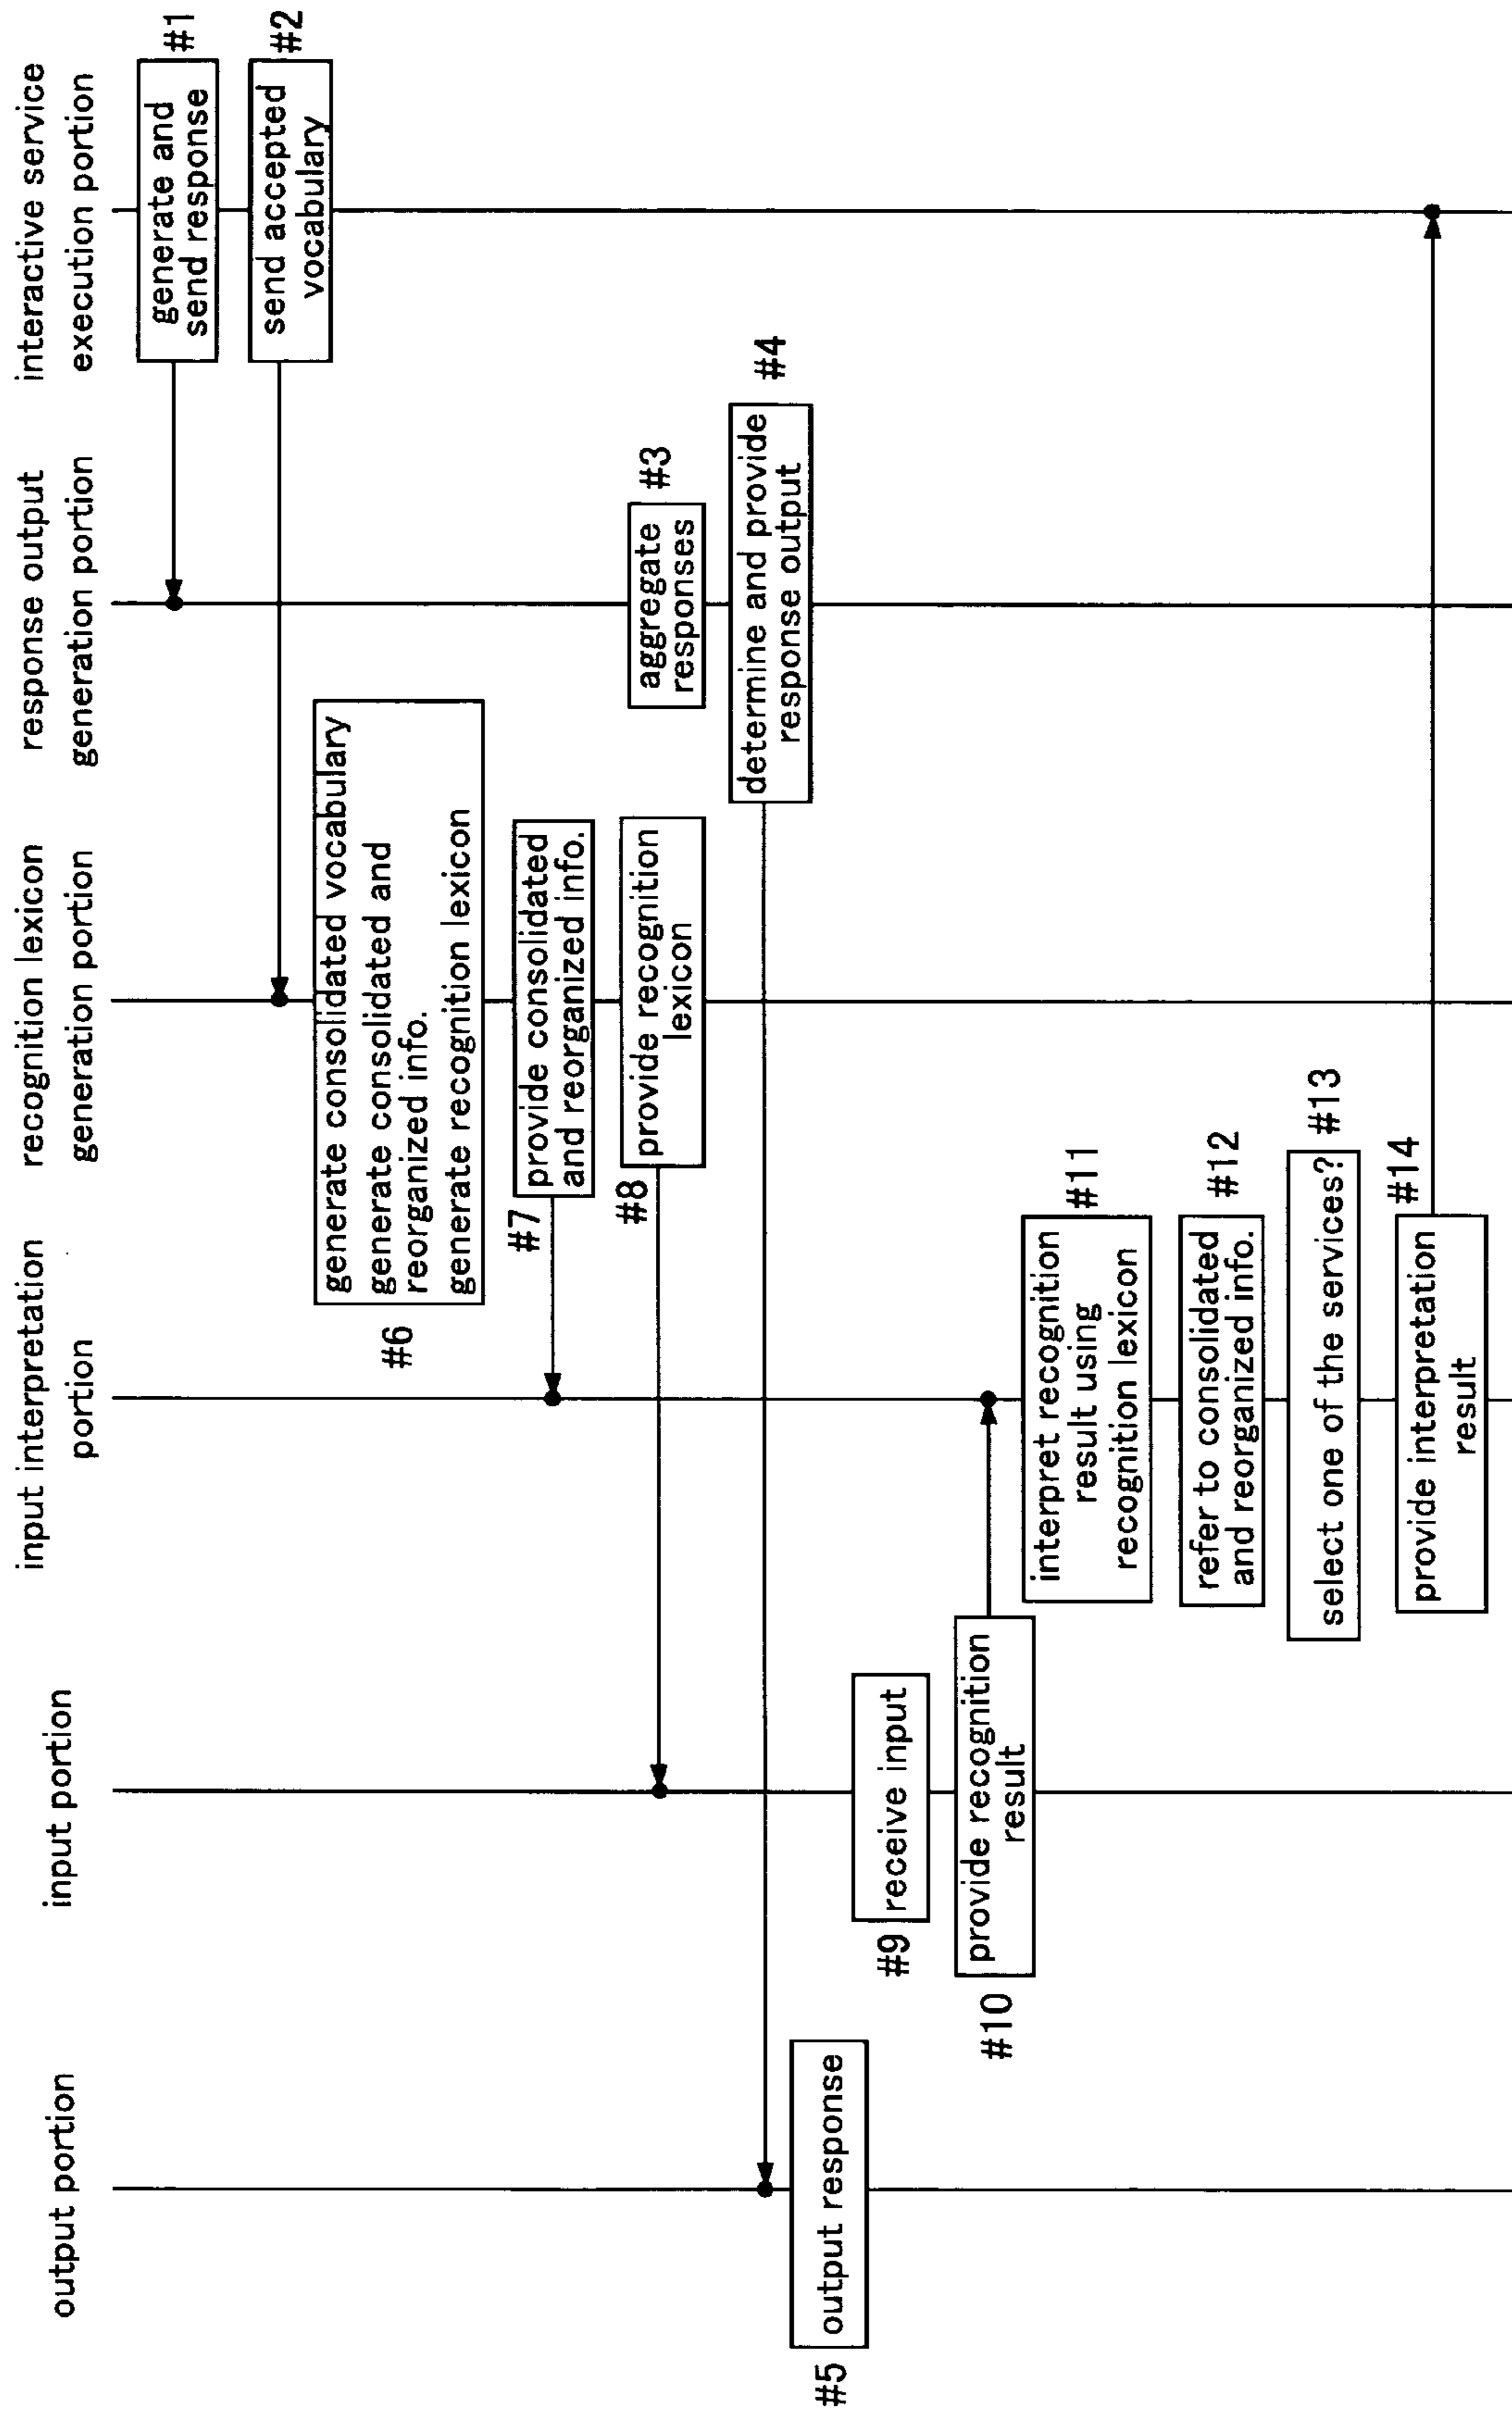 output portion
input portion
input interpretation
portion
recognition lexicon
generation portion
response output
generation portion
interactive service
execution portion
generate and
send response
#1
send accepted
vocabulary
#2
generate consolidated vocabulary
generate consolidated and
reorganized info.
generate recognition lexicon
#6
#7
provide consolidated
and reorganized info.
#8
provide recognition
lexicon
aggregate
responses
#3
determine and provide
response output
#4
#5
output response
#9
receive input
#10
provide recognition
result
interpret recognition
result using
recognition lexicon
#11
refer to consolidated
and reorganized info.
#12
select one of the services?
#13
provide interpretation
result
#14